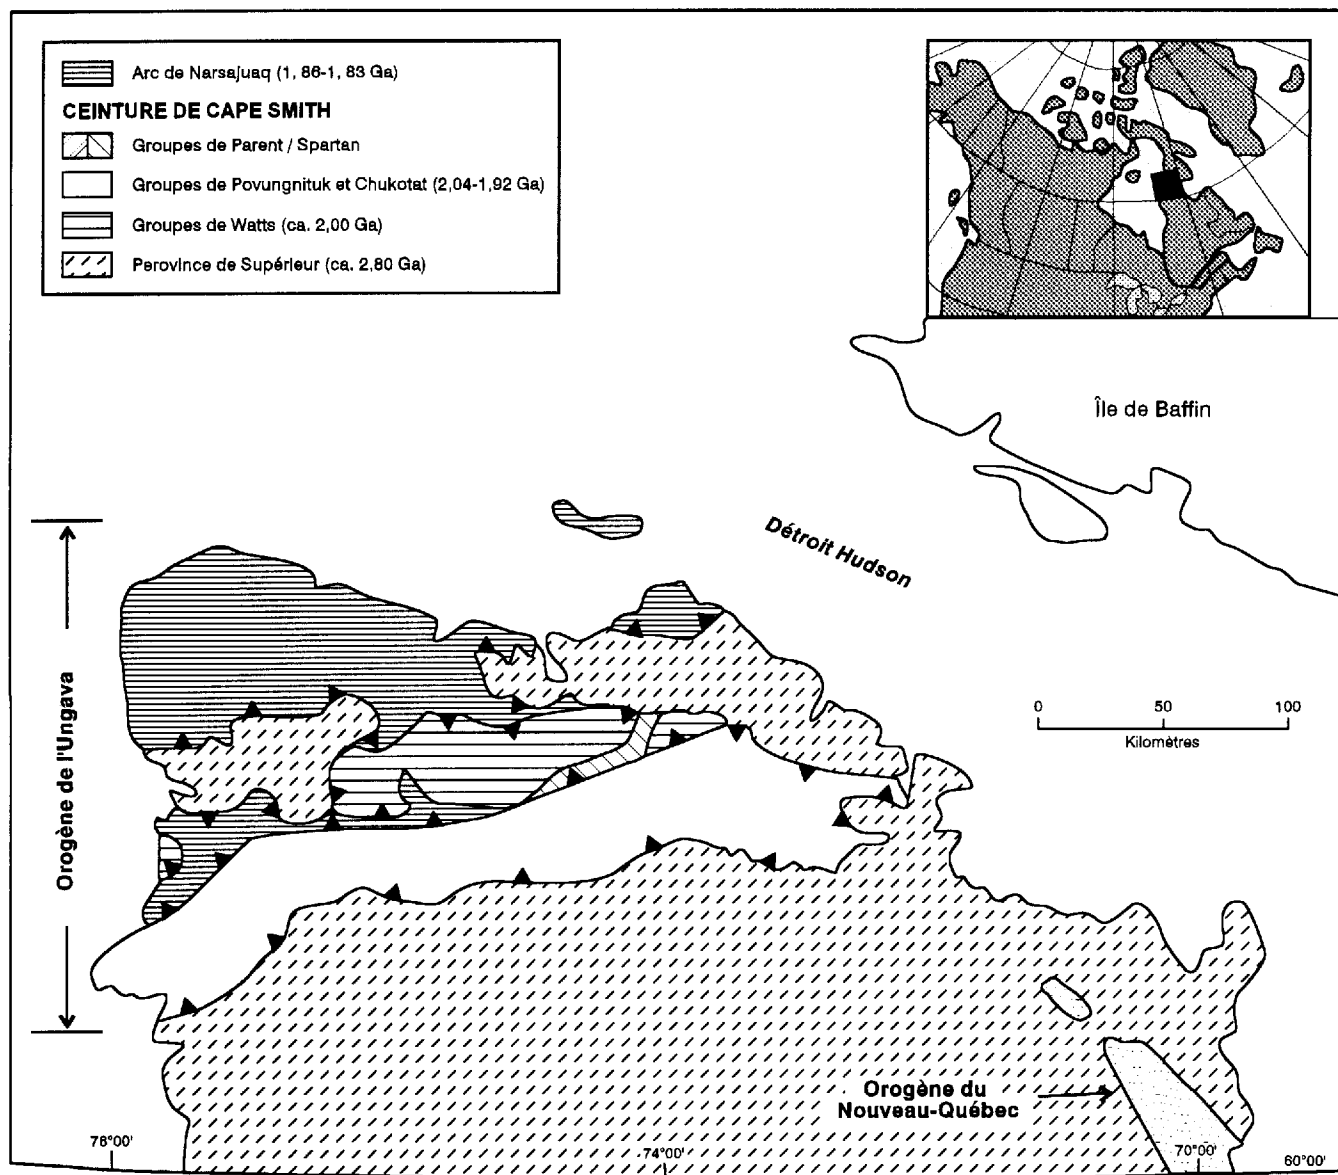 Arc de Narsajuaq (1, 86-1, 83 Ga)
CEINTURE DE CAPE SMITH
Groupes de Parent / Spartan
Groupes de Povungnituk et Chukotat (2,04-1,92 Ga)
Groupes de Watts (ca. 2,00 Ga)
Perovince de Supérieur (ca. 2,80 Ga)
Île de Baffin
Détroit Hudson
Orogène de l'Ungava
0 50 100
Kilomètres
Orogène du
Nouveau-Québec
76°00' 74°00' 70°00' 60°00'